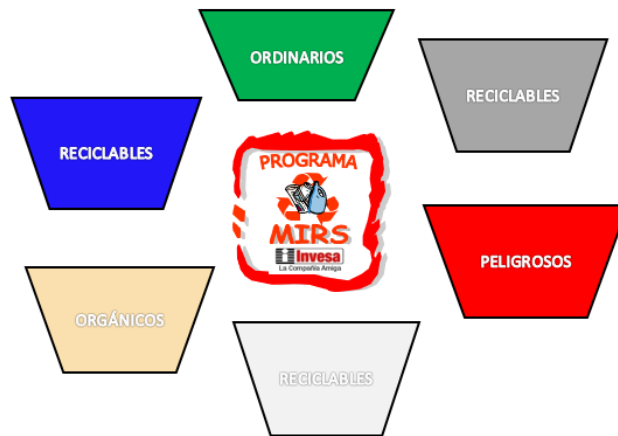 ORDINARIOS
RECICLABLES
RECICLABLES
PROGRAMA
MIRS
Invesa
La Compañía Amiga
PELIGROSOS
ORGÁNICOS
RECICLABLES